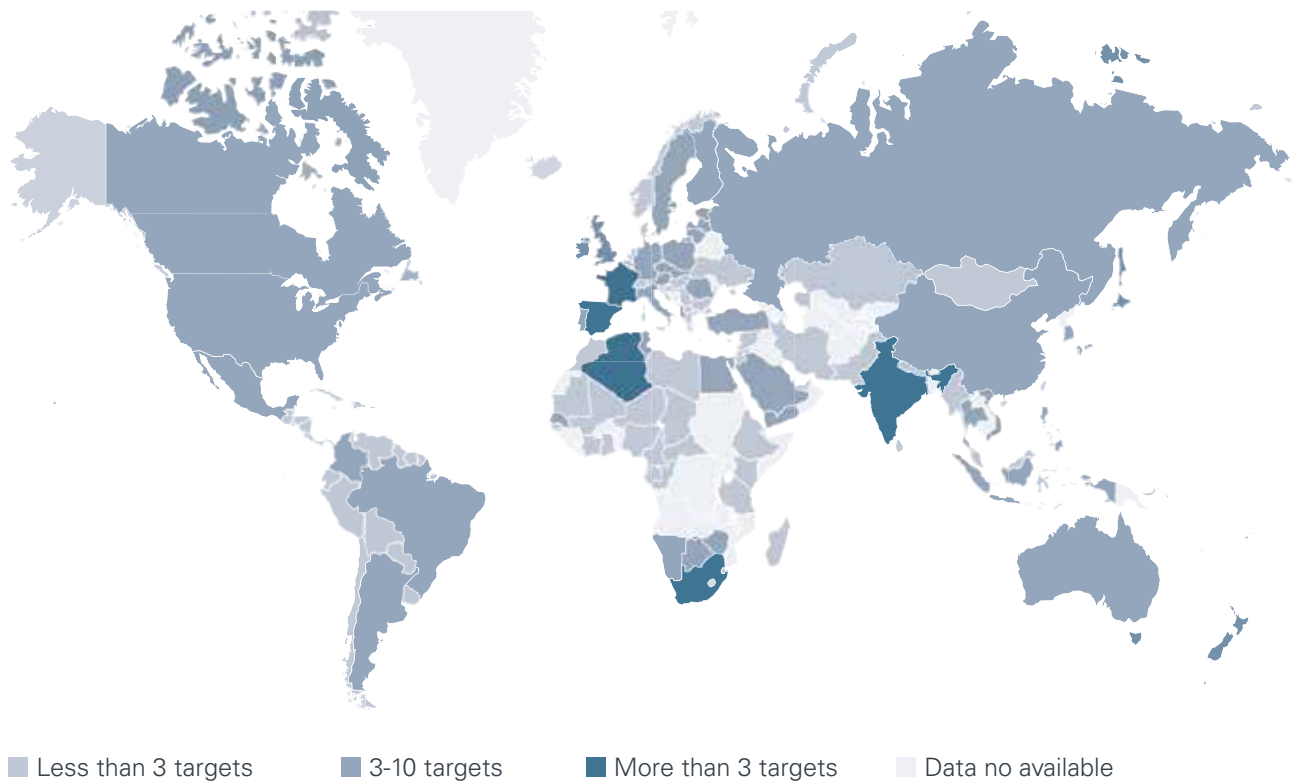 Less than 3 targets
3-10 targets
More than 3 targets
Data no available